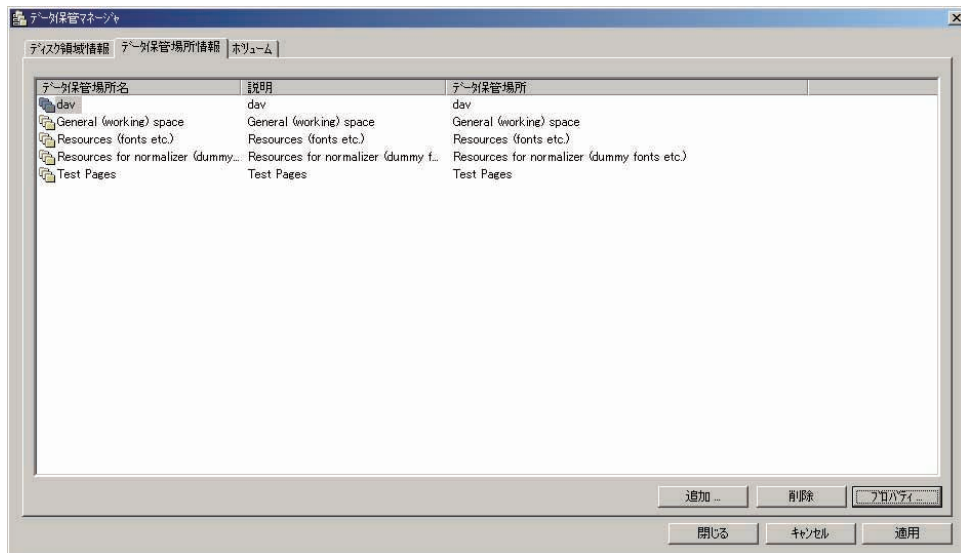 データ保管マネージャ
ディスク領域情報 データ保管場所情報 ボリューム
データ保管場所名 説明 データ保管場所
dav dav dav
General (working) space General (working) space General (working) space
Resources (fonts etc.) Resources (fonts etc.) Resources (fonts etc.)
Resources for normalizer (dummy... Resources for normalizer (dummy f... Resources for normalizer (dummy fonts etc.)
Test Pages Test Pages Test Pages
追加... 削除 プロパティ...
閉じる キャンセル 適用